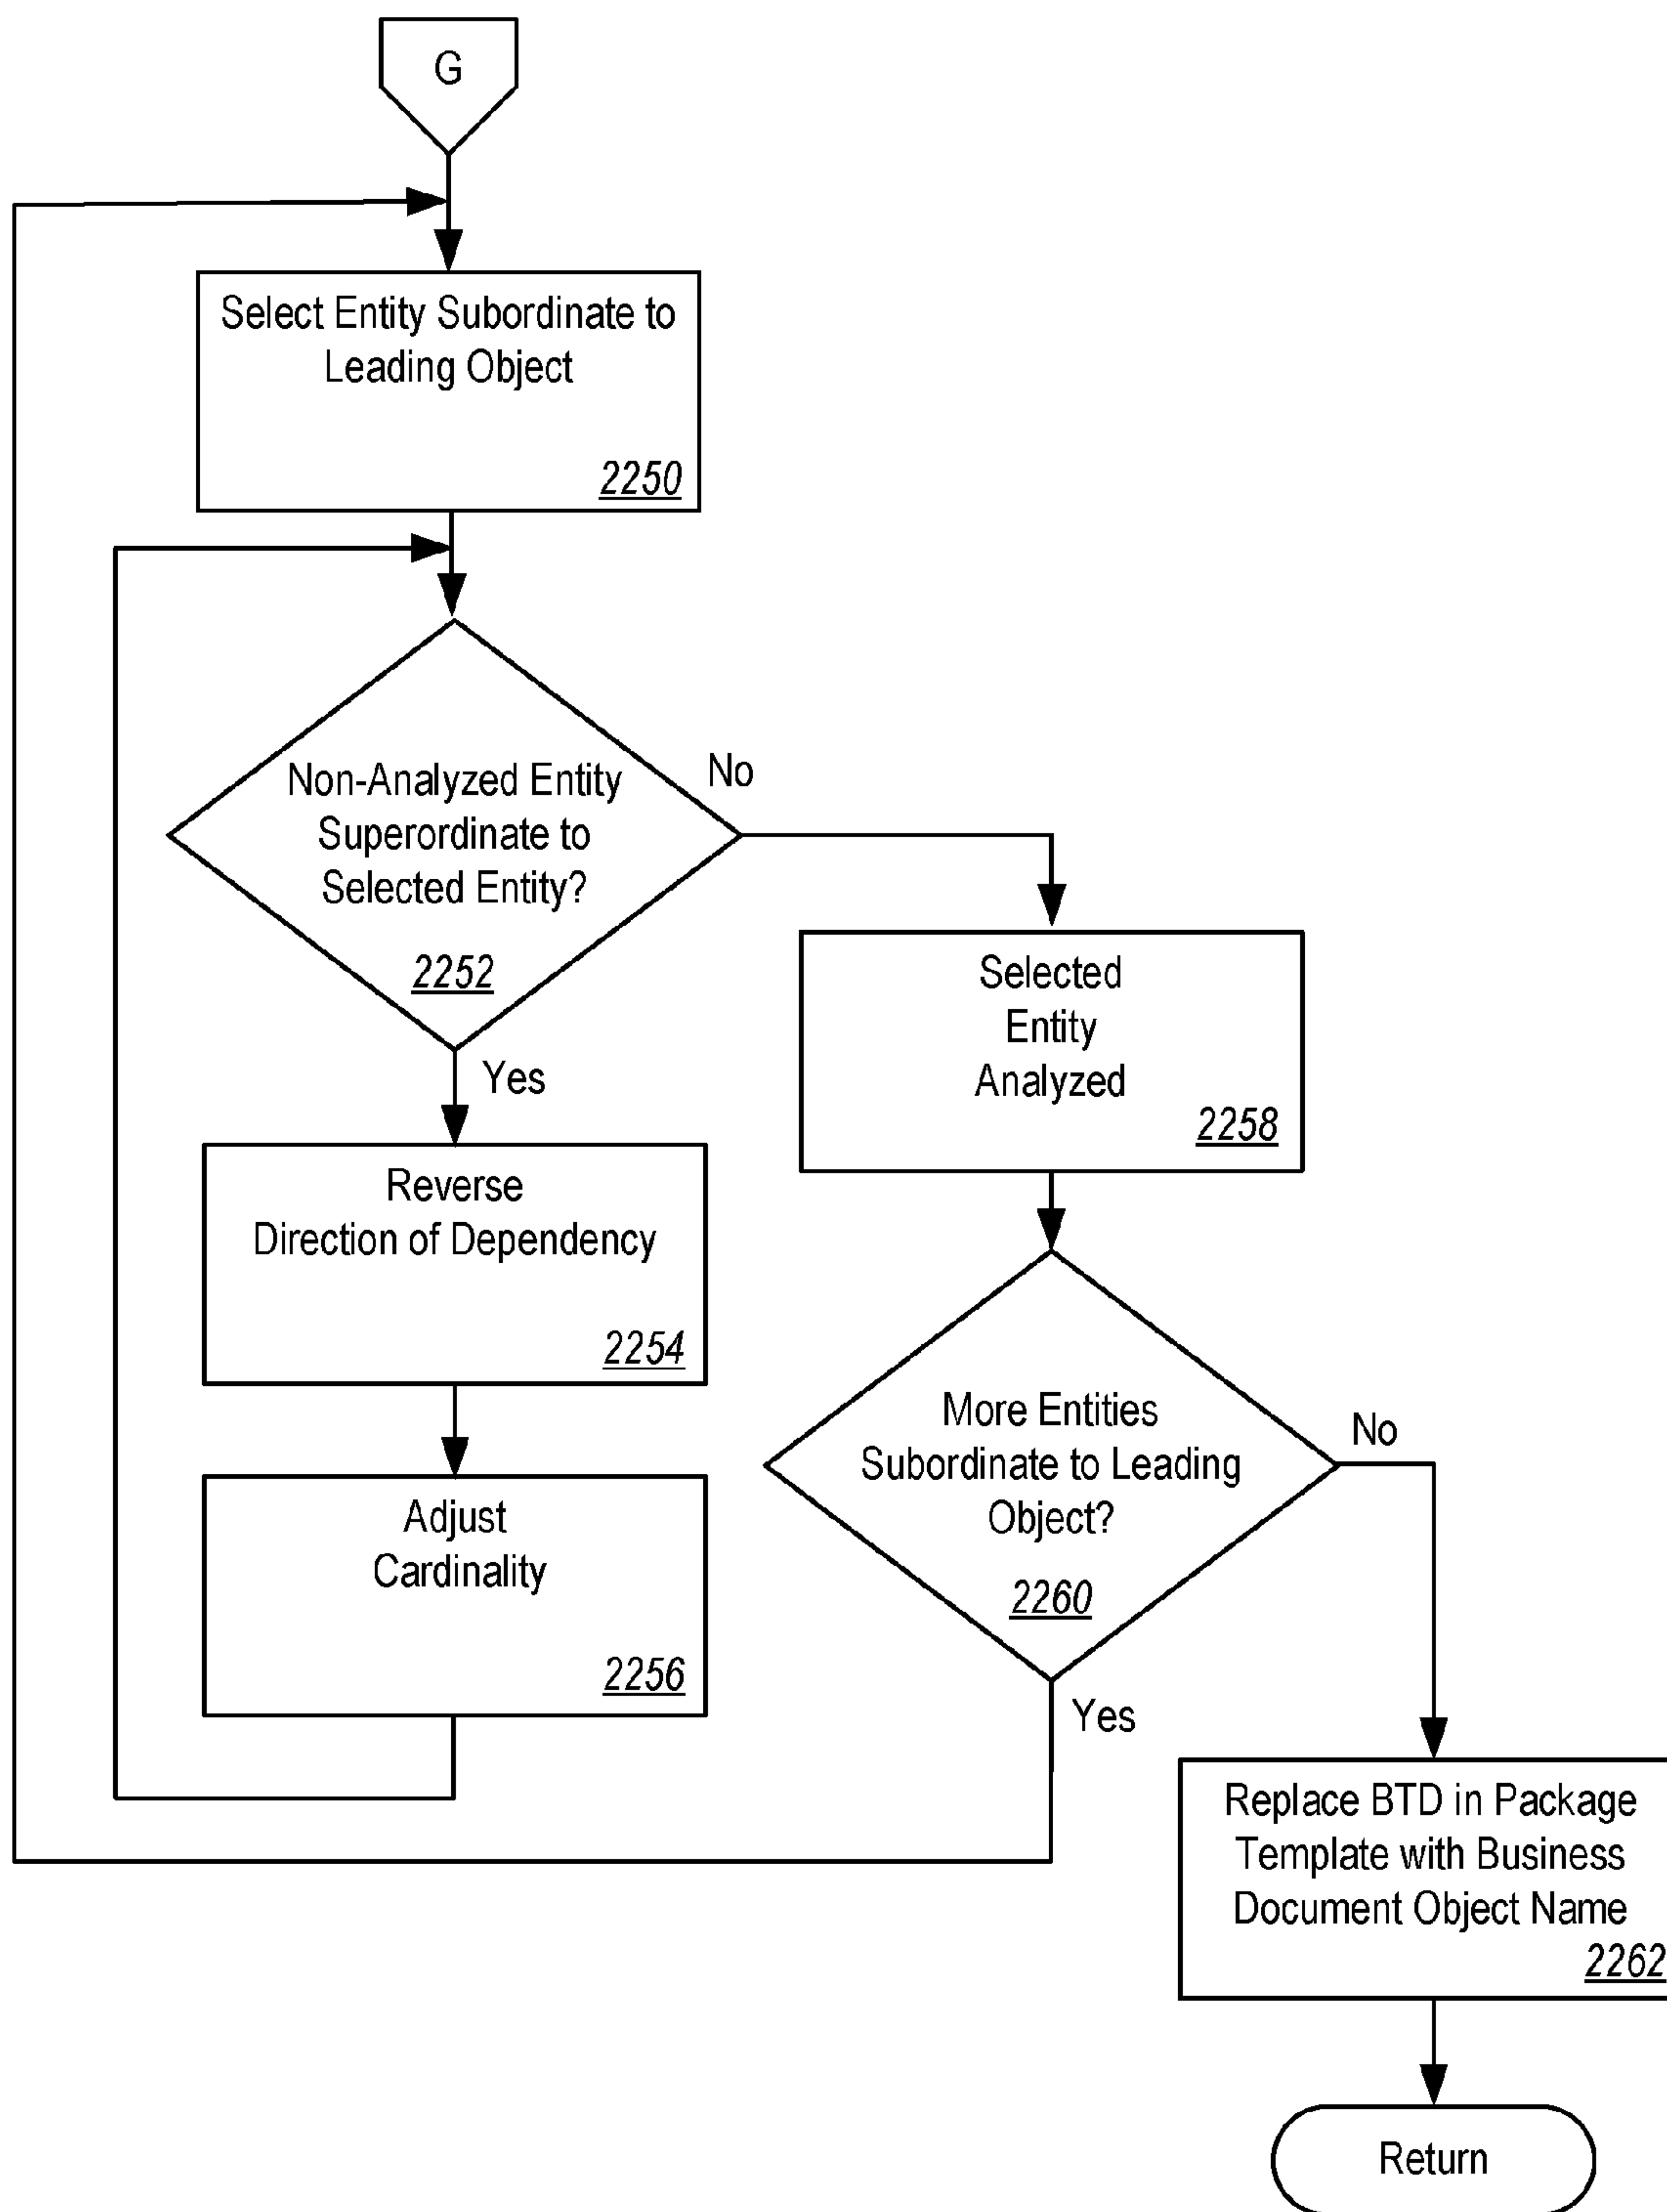 G
Select Entity Subordinate to
Leading Object
2250
Non-Analyzed Entity
Superordinate to
Selected Entity?
2252
No
Yes
Selected
Entity
Analyzed
2258
Reverse
Direction of Dependency
2254
More Entities
Subordinate to Leading
Object?
2260
No
Yes
Adjust
Cardinality
2256
Replace BTD in Package
Template with Business
Document Object Name
2262
Return